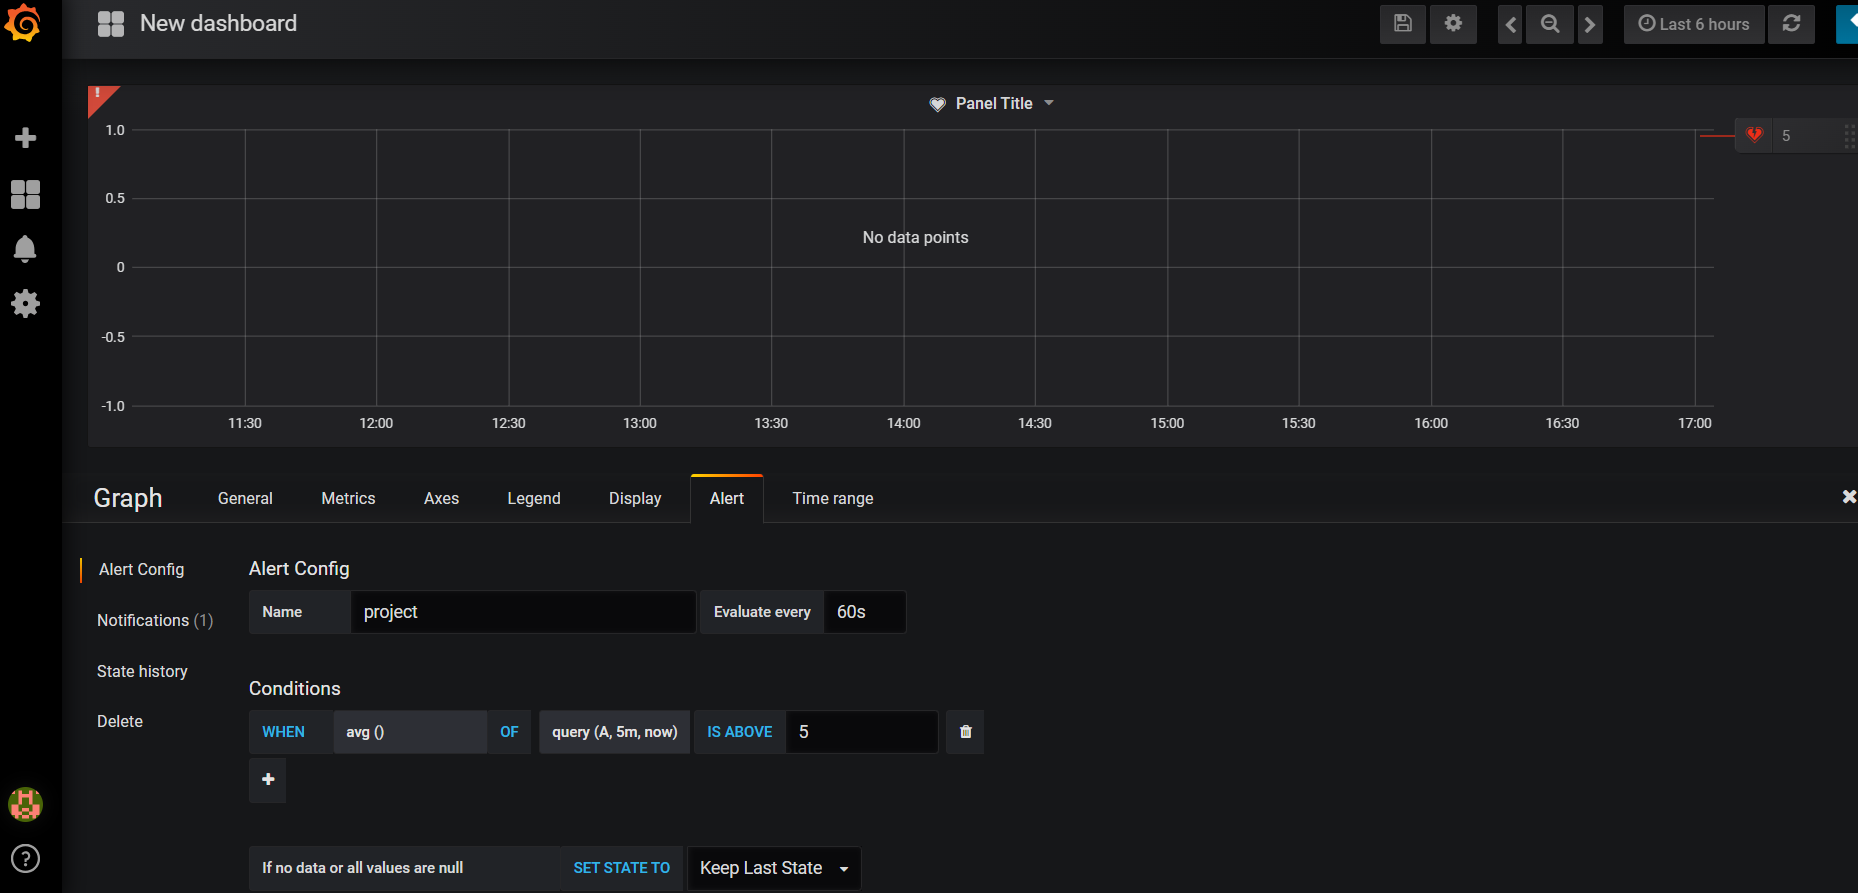 New dashboard
Last 6 hours
!
Panel Title
1.0
5
0.5
No data points
0
-0.5
-1.0
11:30 12:00 12:30 13:00 13:30 14:00 14:30 15:00 15:30 16:00 16:30 17:00
Graph General Metrics Axes Legend Display Alert Time range
Alert Config
Notifications (1)
State history
Delete
Alert Config
Name project Evaluate every 60s
Conditions
WHEN avg () OF query (A, 5m, now) IS ABOVE 5
If no data or all values are null SET STATE TO Keep Last State
?